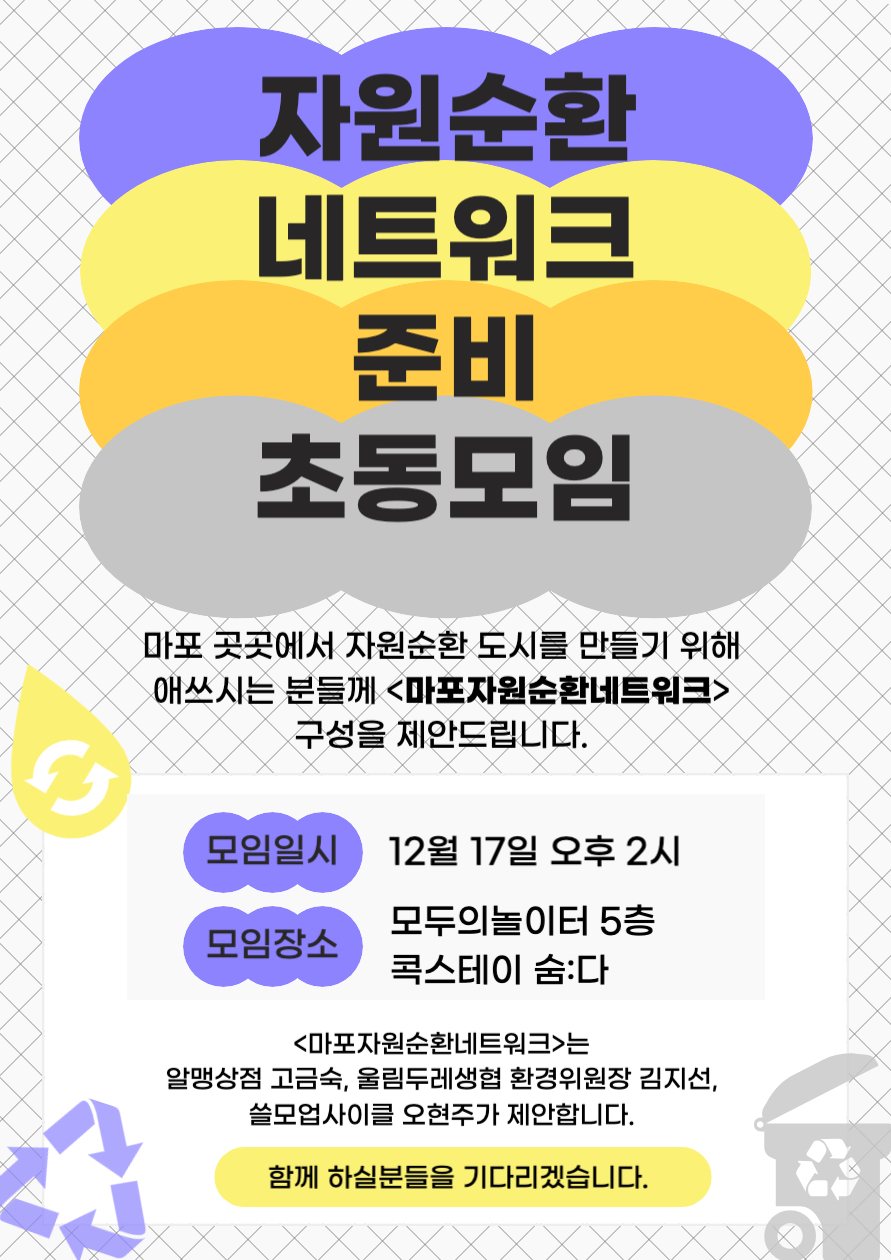 자원순환
네트워크
준비
초동모임
마포 곳곳에서 자원순환 도시를 만들기 위해
애쓰시는 분들께 <마포자원순환네트워크>
구성을 제안드립니다.
모임일시 12월 17일 오후 2시
모임장소 모두의놀이터 5층
콕스테이 숨:다
<마포자원순환네트워크>는
알맹상점 고금숙, 울림두레생협 환경위원장 김지선,
쓸모업사이클 오현주가 제안합니다.
함께 하실분들을 기다리겠습니다.